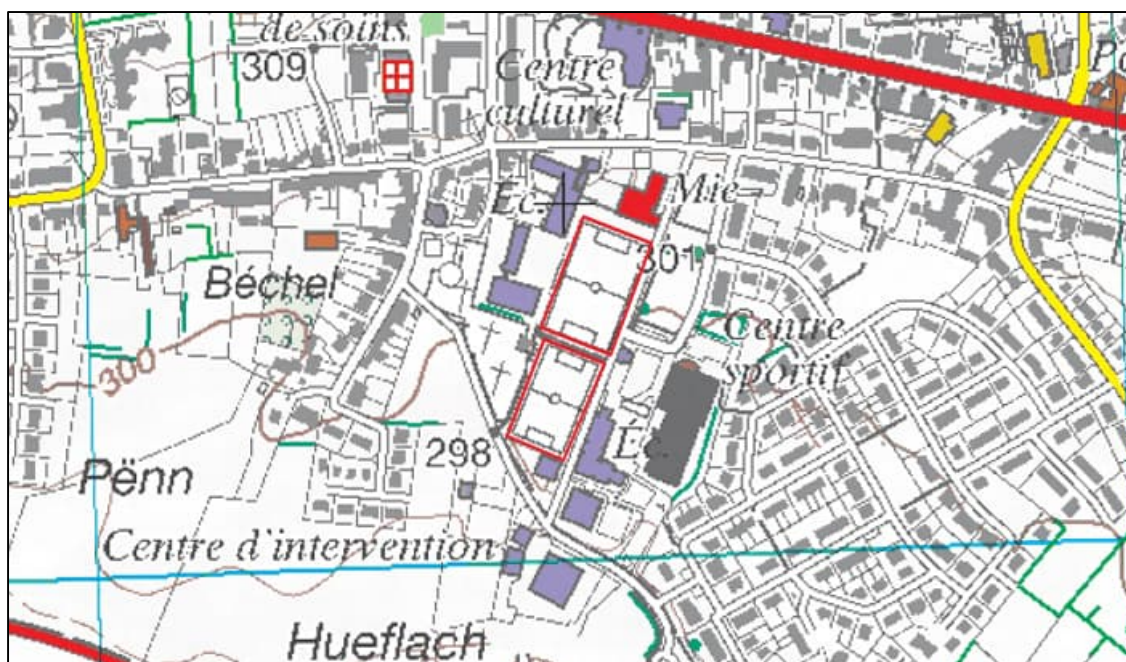 de soins
309
Centre
culturel
Éc.
Mie
301
Béchel
Centre
sportif
300
298
Éc.
Pënn
Centre d'intervention
Hueflach